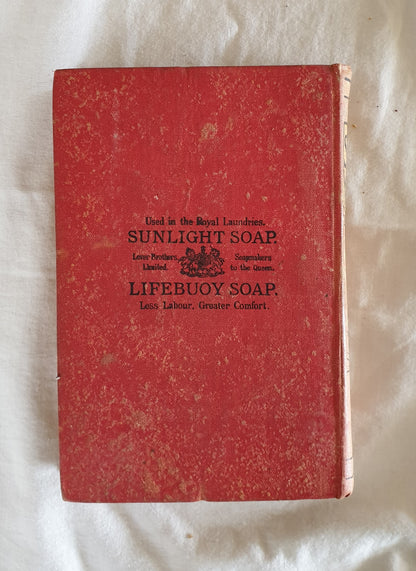 Used in the Royal Laundries.
SUNLIGHT SOAP.
Lever Brothers, Soapmakers
Limited. to the Queen.
LIFEBUOY SOAP.
Less Labour, Greater Comfort.